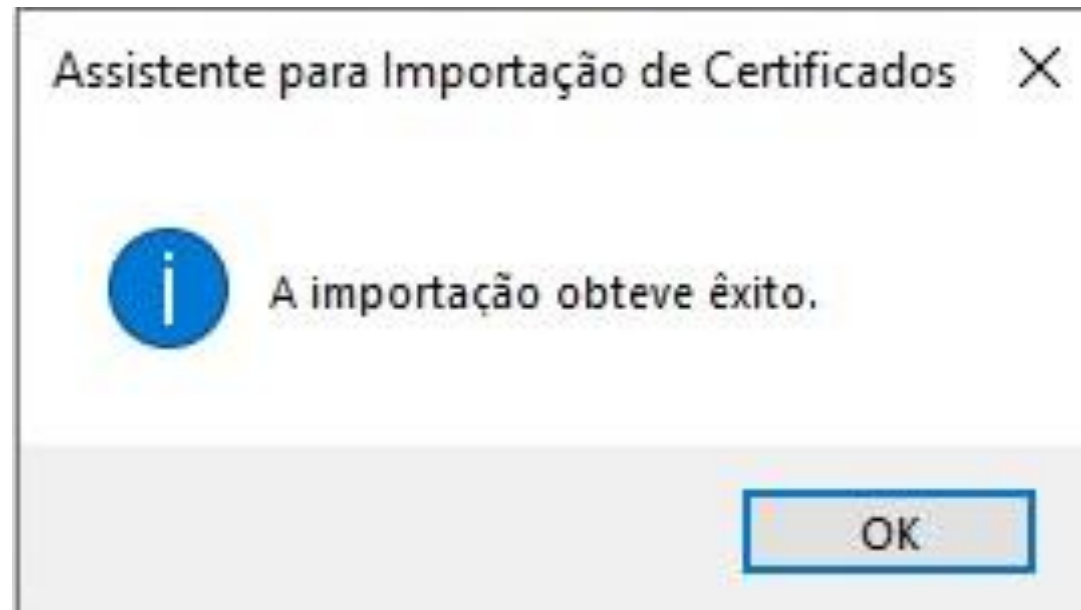 Assistente para Importação de Certificados
A importação obteve êxito.
OK